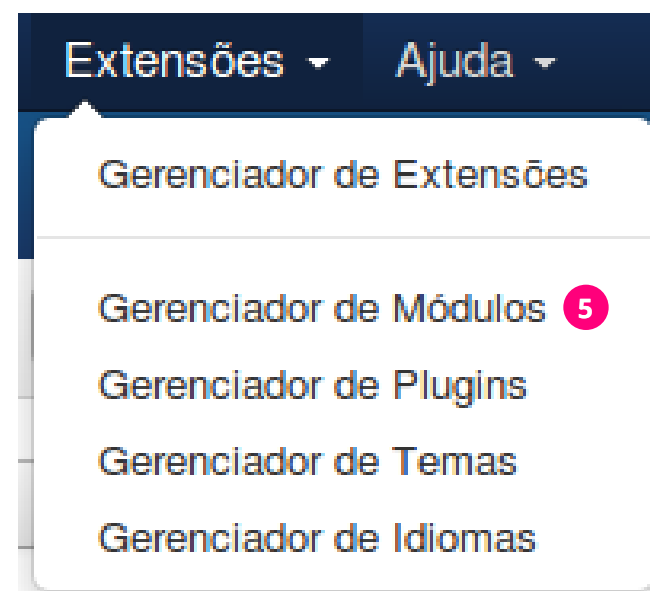 Extensões Ajuda
Gerenciador de Extensões
Gerenciador de Módulos 5
Gerenciador de Plugins
Gerenciador de Temas
Gerenciador de Idiomas